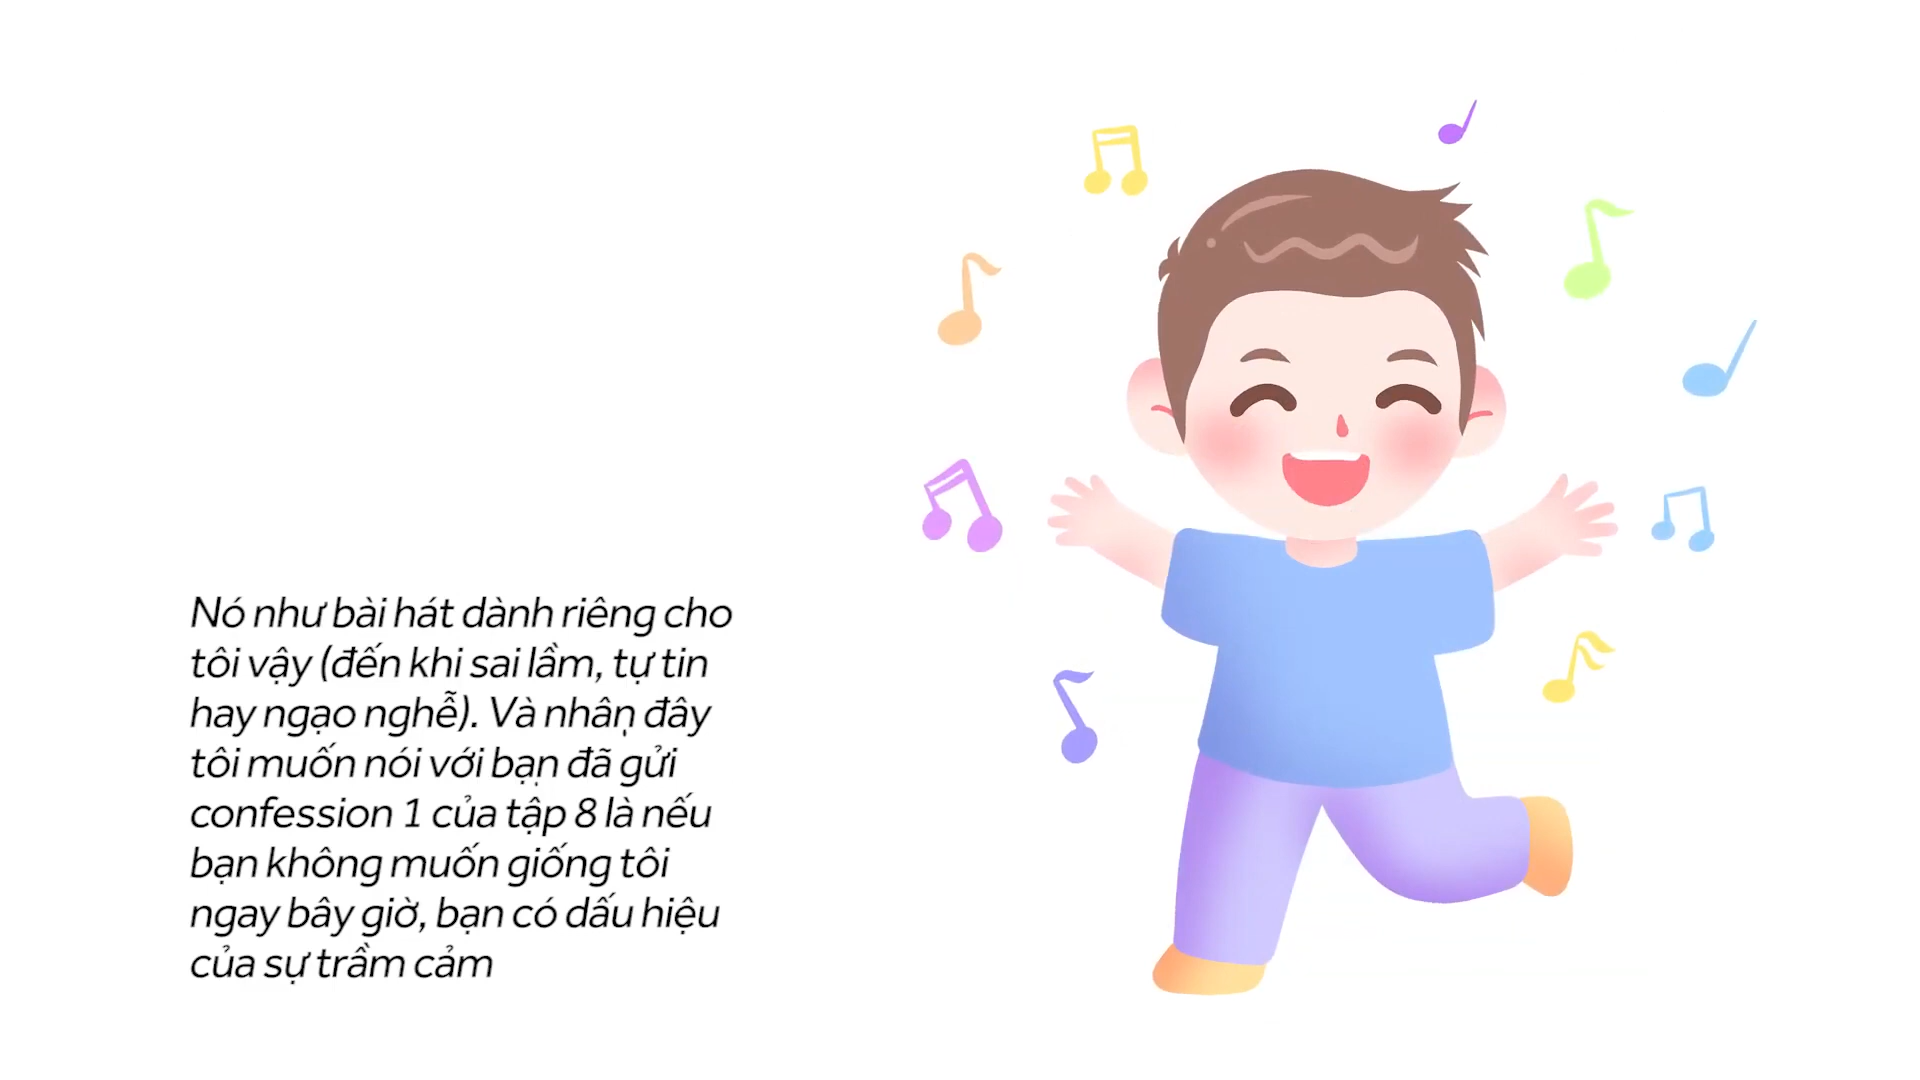 Nó như bài hát dành riêng cho
tôi vậy (đến khi sai lầm, tự tin
hay ngạo nghễ). Và nhân đây
tôi muốn nói với bạn đã gửi
confession 1 của tập 8 là nếu
bạn không muốn giống tôi
ngay bây giờ, bạn có dấu hiệu
của sự trầm cảm